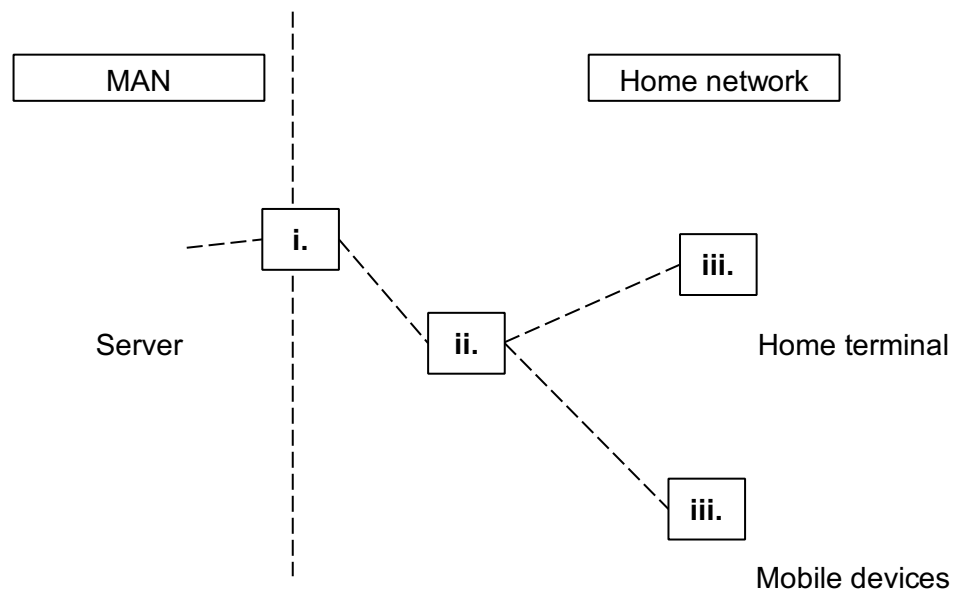 MAN
Home network
i.
iii.
ii.
Server
Home terminal
iii.
Mobile devices